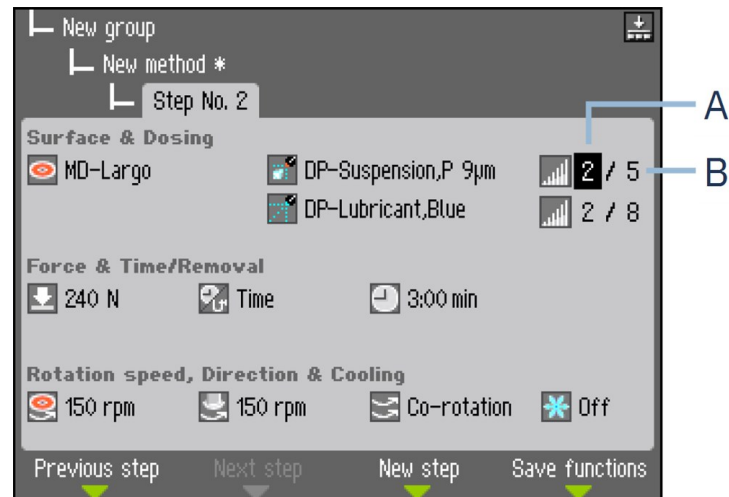 New group
New method *
Step No. 2
A
Surface & Dosing
MD-Largo DP-Suspension,P 9µm 2 / 5 B
DP-Lubricant,Blue 2 / 8
Force & Time/Removal
240 N Time 3:00 min
Rotation speed, Direction & Cooling
150 rpm 150 rpm Co-rotation Off
Previous step Next step New step Save functions